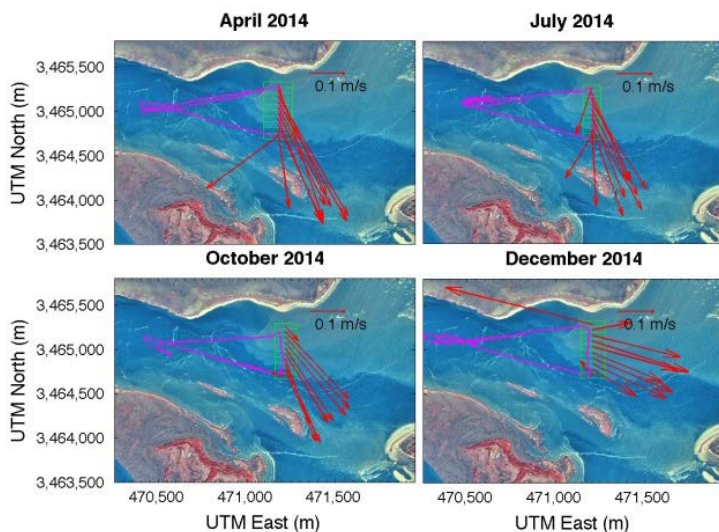 April 2014
July 2014
UTM North (m)
3,465,500
3,465,000
3,464,500
3,464,000
3,463,500
0.1 m/s
0.1 m/s
October 2014
December 2014
UTM North (m)
3,465,500
3,465,000
3,464,500
3,464,000
3,463,500
0.1 m/s
0.1 m/s
470,500 471,000 471,500
470,500 471,000 471,500
UTM East (m)
UTM East (m)